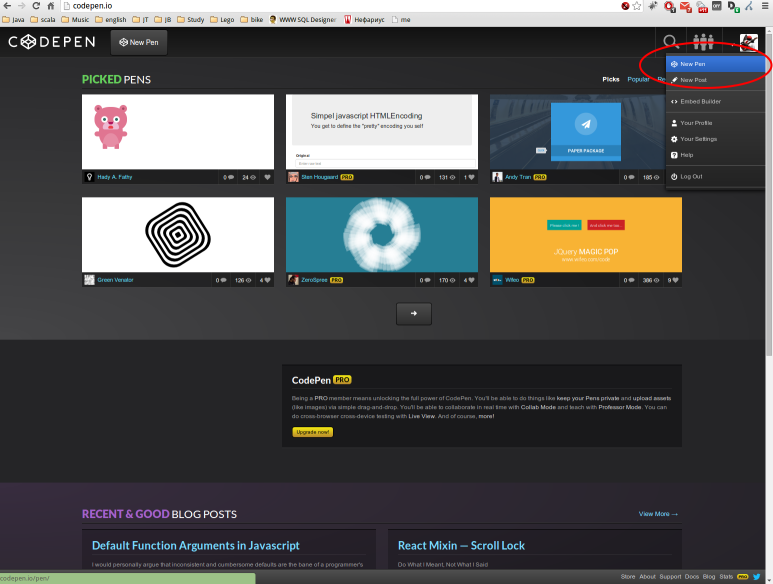 codepen.io
Java scala Music english JT JB Study Lego bike WWW SQL Designer Нефариус me
CODEPEN New Pen
New Pen
New Post
Embed Builder
Your Profile
Your Settings
Help
Log Out
PICKED PENS Picks Popular Re
Simpel javascript HTMLEncoding
You get to define the "pretty" encoding you self
Original
PAPER PACKAGE
Hady A. Fathy 0 24
Sten Hougaard PRO 0 131 1
Andy Tran PRO 0 185
Please click me !
JQuery MAGIC POP
www.wifeo.com/code
Green Venator 0 126 4
ZeroSpree PRO 0 170 4
Wifeo PRO 0 386 9
CodePen PRO
Being a PRO member means unlocking the full power of CodePen. You'll be able to do things like keep your Pens private and upload assets
(like images) via simple drag-and-drop. You'll be able to collaborate in real time with Collab Mode and teach with Professor Mode. You can
do cross-browser cross-device testing with Live View. And of course, more!
Upgrade now!
RECENT & GOOD BLOG POSTS View More →
Default Function Arguments in Javascript
I would personally argue that inconsistent and cumbersome defaults are the bane of a programmer's
React Mixin — Scroll Lock
Do What I Meant, Not What I Said
codepen.io/pen/
Store About Support Docs Blog Stats PRO